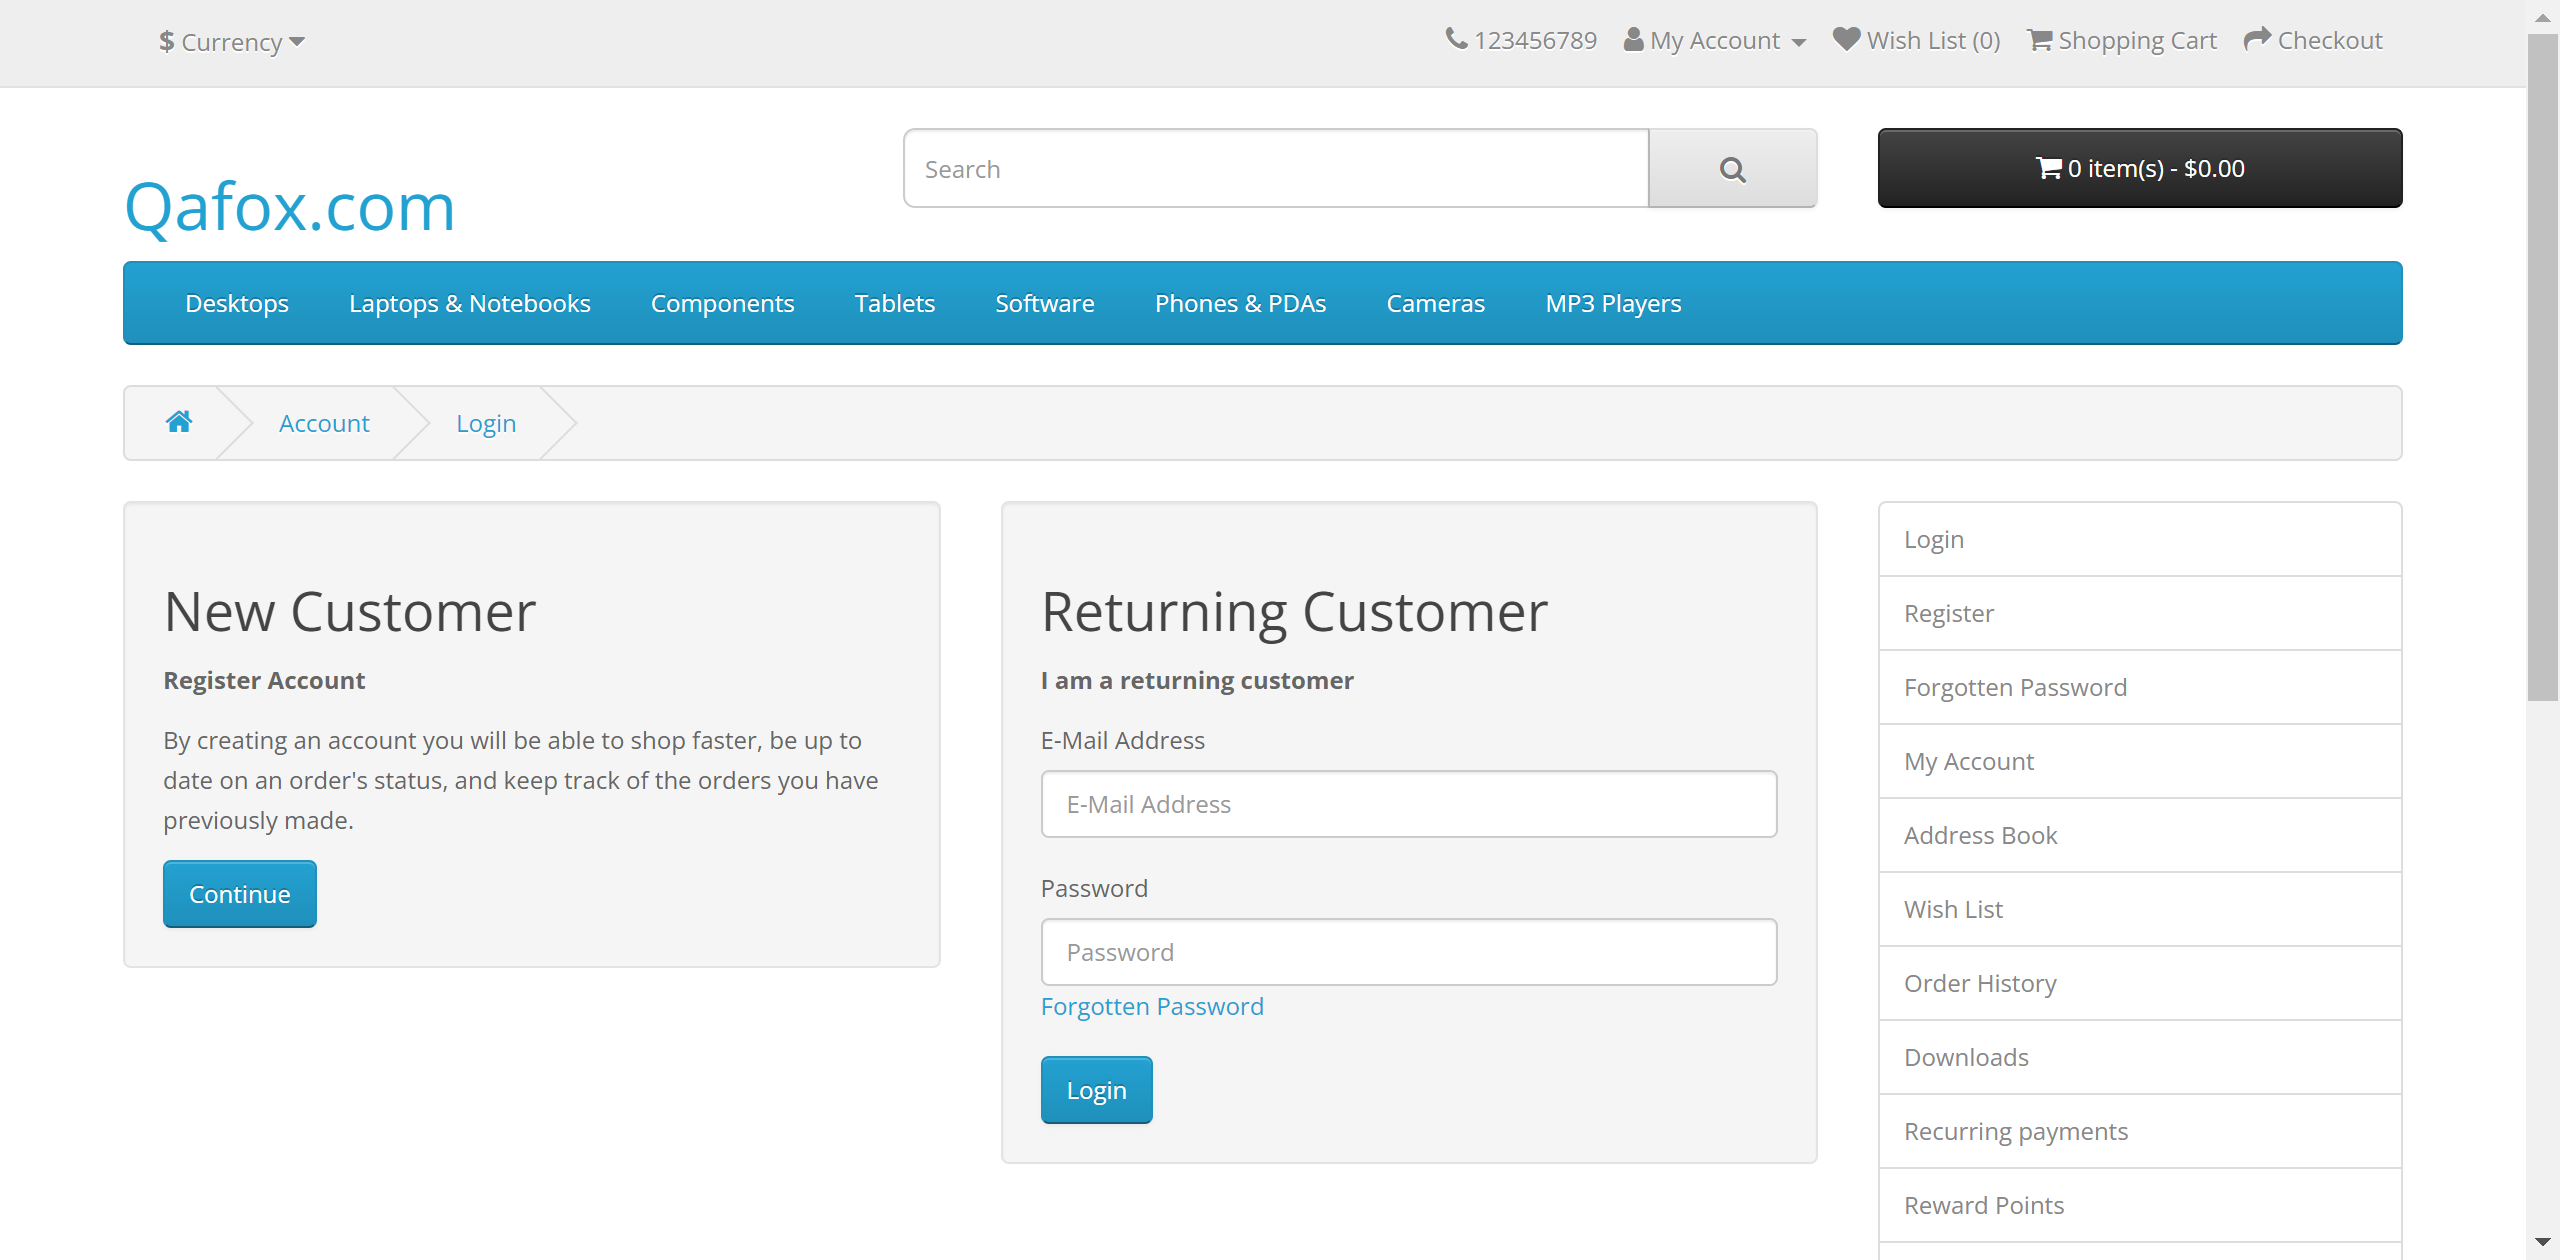 $ Currency
123456789 My Account Wish List (0) Shopping Cart Checkout
Qafox.com
Search
0 item(s) - $0.00
Desktops Laptops & Notebooks Components Tablets Software Phones & PDAs Cameras MP3 Players
Account Login
New Customer
Register Account
By creating an account you will be able to shop faster, be up to
date on an order's status, and keep track of the orders you have
previously made.
Continue
Returning Customer
I am a returning customer
E-Mail Address
E-Mail Address
Password
Password
Forgotten Password
Login
Login
Register
Forgotten Password
My Account
Address Book
Wish List
Order History
Downloads
Recurring payments
Reward Points